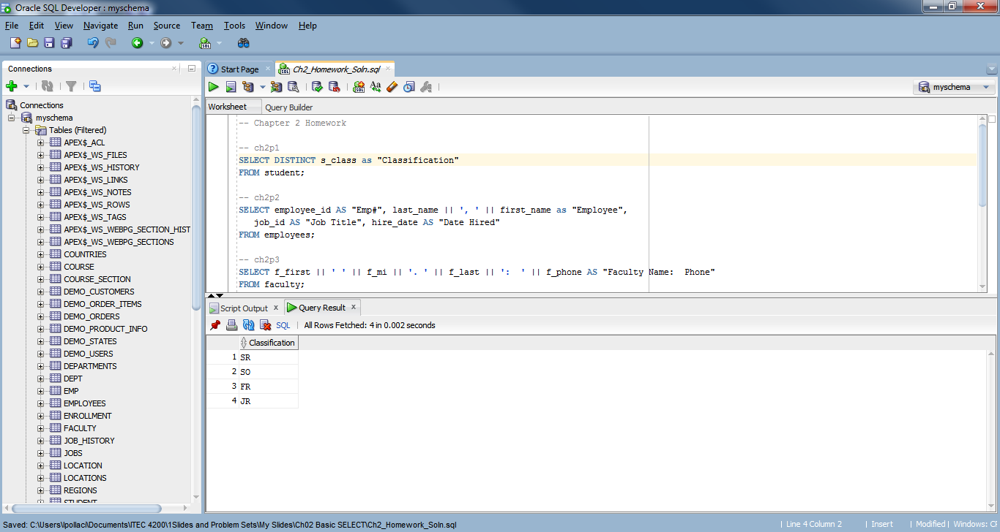 Oracle SQL Developer : myschema
File Edit View Navigate Run Source Team Tools Window Help
Connections
Connections
myschema
Tables (Filtered)
APEX$_ACL
APEX$_WS_FILES
APEX$_WS_HISTORY
APEX$_WS_LINKS
APEX$_WS_NOTES
APEX$_WS_ROWS
APEX$_WS_TAGS
APEX$_WS_WEBPG_SECTION_HIST
APEX$_WS_WEBPG_SECTIONS
COUNTRIES
COURSE
COURSE_SECTION
DEMO_CUSTOMERS
DEMO_ORDER_ITEMS
DEMO_ORDERS
DEMO_PRODUCT_INFO
DEMO_STATES
DEMO_USERS
DEPARTMENTS
DEPT
EMP
EMPLOYEES
ENROLLMENT
FACULTY
JOB_HISTORY
JOBS
LOCATION
LOCATIONS
REGIONS
STUDENT
Start Page Ch2_Homework_Soln.sql
SQL Aa myschema
Worksheet Query Builder
-- Chapter 2 Homework
-- ch2p1
SELECT DISTINCT s_class as "Classification"
FROM student;
-- ch2p2
SELECT employee_id AS "Emp#", last_name || ', ' || first_name as "Employee",
job_id AS "Job Title", hire_date AS "Date Hired"
FROM employees;
-- ch2p3
SELECT f_first || ' ' || f_mi || '. ' || f_last || ':  ' || f_phone AS "Faculty Name:  Phone"
FROM faculty;
Script Output x Query Result x
SQL | All Rows Fetched: 4 in 0.002 seconds
Classification
1 SR
2 SO
3 FR
4 JR
Saved: C:\Users\lpollaci\Documents\ITEC 4200\1Slides and Problem Sets\My Slides\Ch02 Basic SELECT\Ch2_Homework_Soln.sql | Line 4 Column 2 | Insert | Modified | Windows: CF